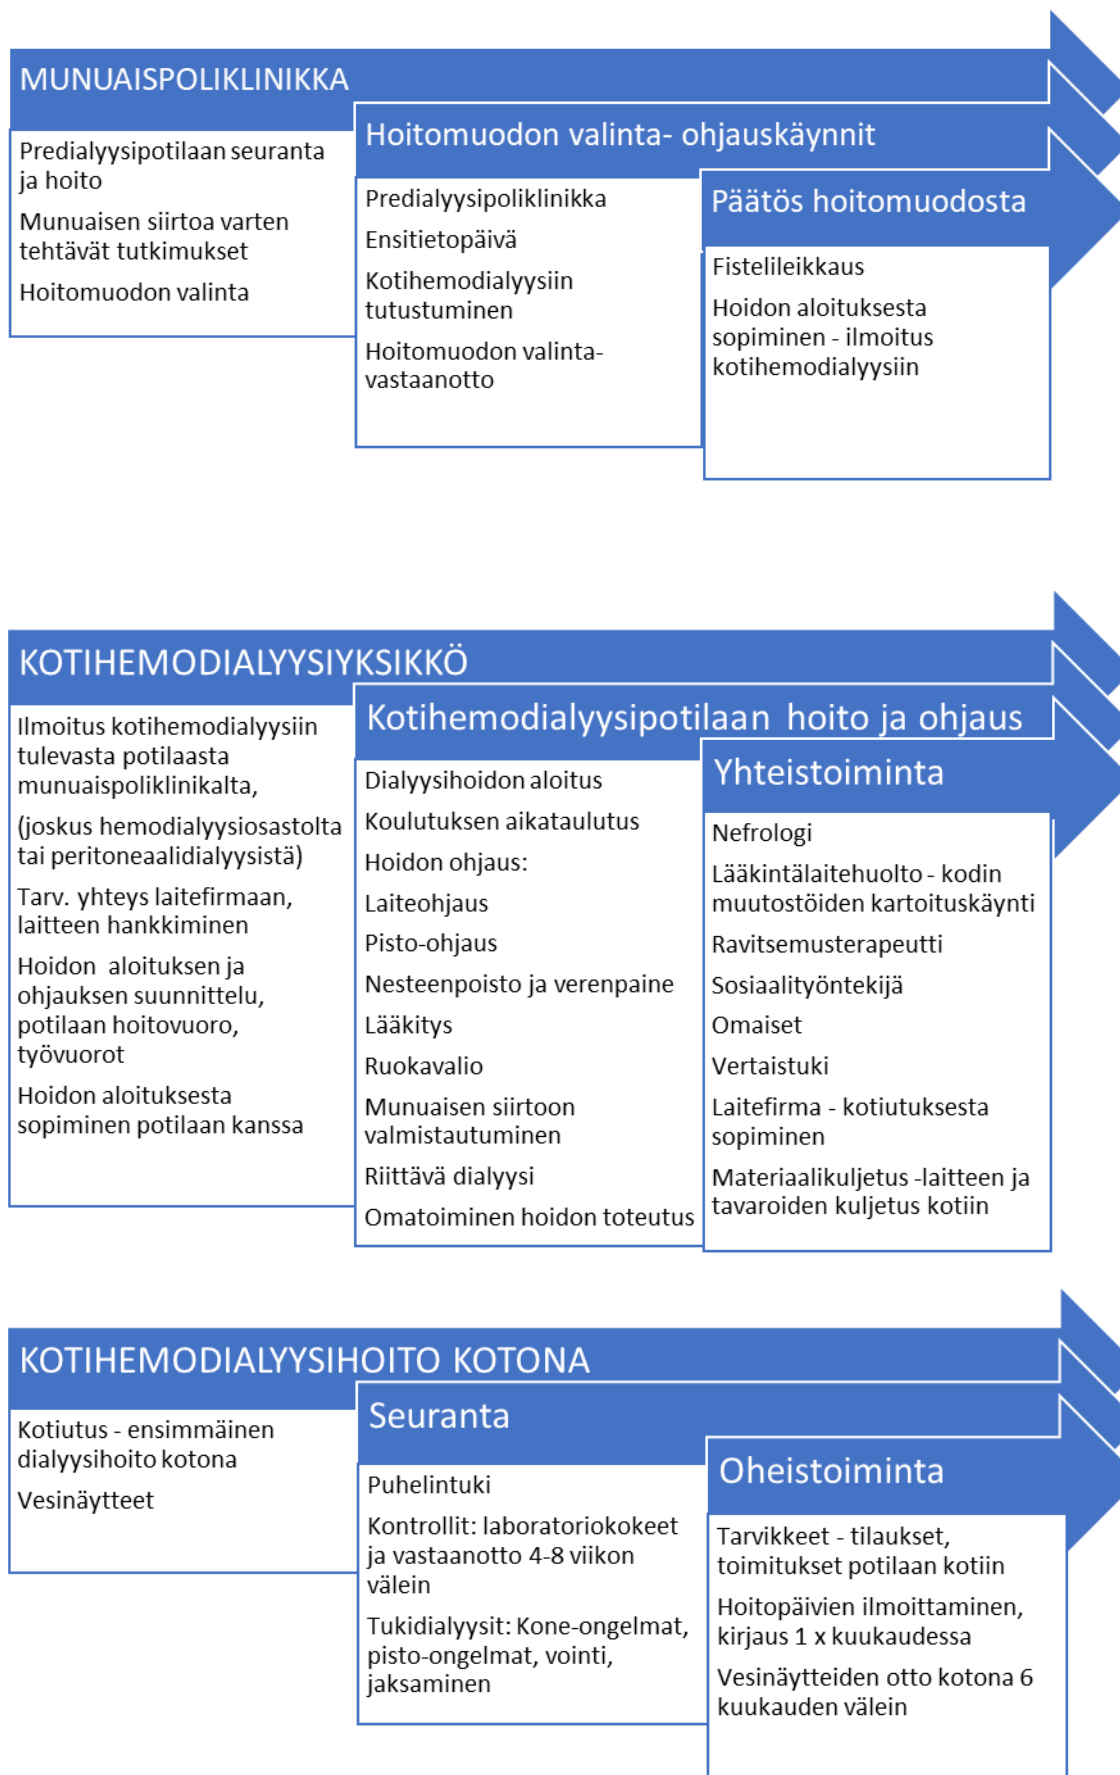 MUNUAISPOLIKLINIKKA
Predialyysipotilaan seuranta
ja hoito
Munuaisen siirtoa varten
tehtävät tutkimukset
Hoitomuodon valinta
Hoitomuodon valinta- ohjauskäynnit
Predialyysipoliklinikka
Ensitietopäivä
Kotihemodialyysiin
tutustuminen
Hoitomuodon valinta-
vastaanotto
Päätös hoitomuodosta
Fistelileikkaus
Hoidon aloituksesta
sopiminen - ilmoitus
kotihemodialyysiin
KOTIHEMODIALYYSIYKSIKKÖ
Ilmoitus kotihemodialyysiin
tulevasta potilaasta
munuaispoliklinikalta,
(joskus hemodialyysiosastolta
tai peritoneaalidialyysistä)
Tarv. yhteys laitefirmaan,
laitteen hankkiminen
Hoidon aloituksen ja
ohjauksen suunnittelu,
potilaan hoitovuoro,
työvuorot
Hoidon aloituksesta
sopiminen potilaan kanssa
Kotihemodialyysipotilaan hoito ja ohjaus
Dialyysihoidon aloitus
Koulutuksen aikataulutus
Hoidon ohjaus:
Laiteohjaus
Pisto-ohjaus
Nesteenpoisto ja verenpaine
Lääkitys
Ruokavalio
Munuaisen siirtoon
valmistautuminen
Riittävä dialyysi
Omatoiminen hoidon toteutus
Yhteistoiminta
Nefrologi
Lääkintälaitehuolto - kodin
muutostöiden kartoituskäynti
Ravitsemusterapeutti
Sosiaalityöntekijä
Omaiset
Vertaistuki
Laitefirma - kotiutuksesta
sopiminen
Materiaalikuljetus -laitteen ja
tavaroiden kuljetus kotiin
KOTIHEMODIALYYSIHOITO KOTONA
Kotiutus - ensimmäinen
dialyysihoito kotona
Vesinäytteet
Seuranta
Puhelintuki
Kontrollit: laboratoriokokeet
ja vastaanotto 4-8 viikon
välein
Tukidialyysit: Kone-ongelmat,
pisto-ongelmat, vointi,
jaksaminen
Oheistoiminta
Tarvikkeet - tilaukset,
toimitukset potilaan kotiin
Hoitopäivien ilmoittaminen,
kirjaus 1 x kuukaudessa
Vesinäytteiden otto kotona 6
kuukauden välein